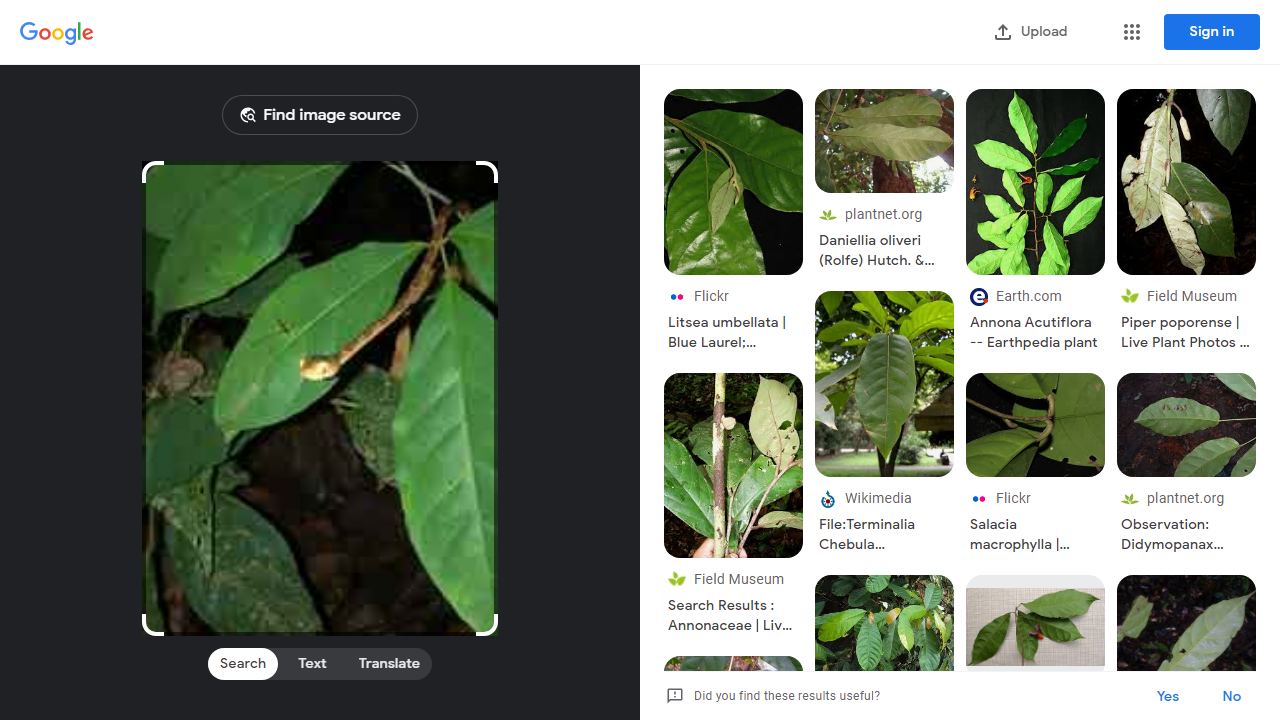 Google
Upload
Sign in
Find image source
Search
Text
Translate
Flickr
Litsea umbellata |
Blue Laurel;...
Field Museum
Search Results :
Annonaceae | Liv...
plantnet.org
Daniellia oliveri
(Rolfe) Hutch. &...
Wikimedia
File:Terminalia
Chebula...
Earth.com
Annona Acutiflora
-- Earthpedia plant
Flickr
Salacia
macrophylla |...
Field Museum
Piper poporense |
Live Plant Photos ...
plantnet.org
Observation:
Didymopanax...
Did you find these results useful?
Yes
No